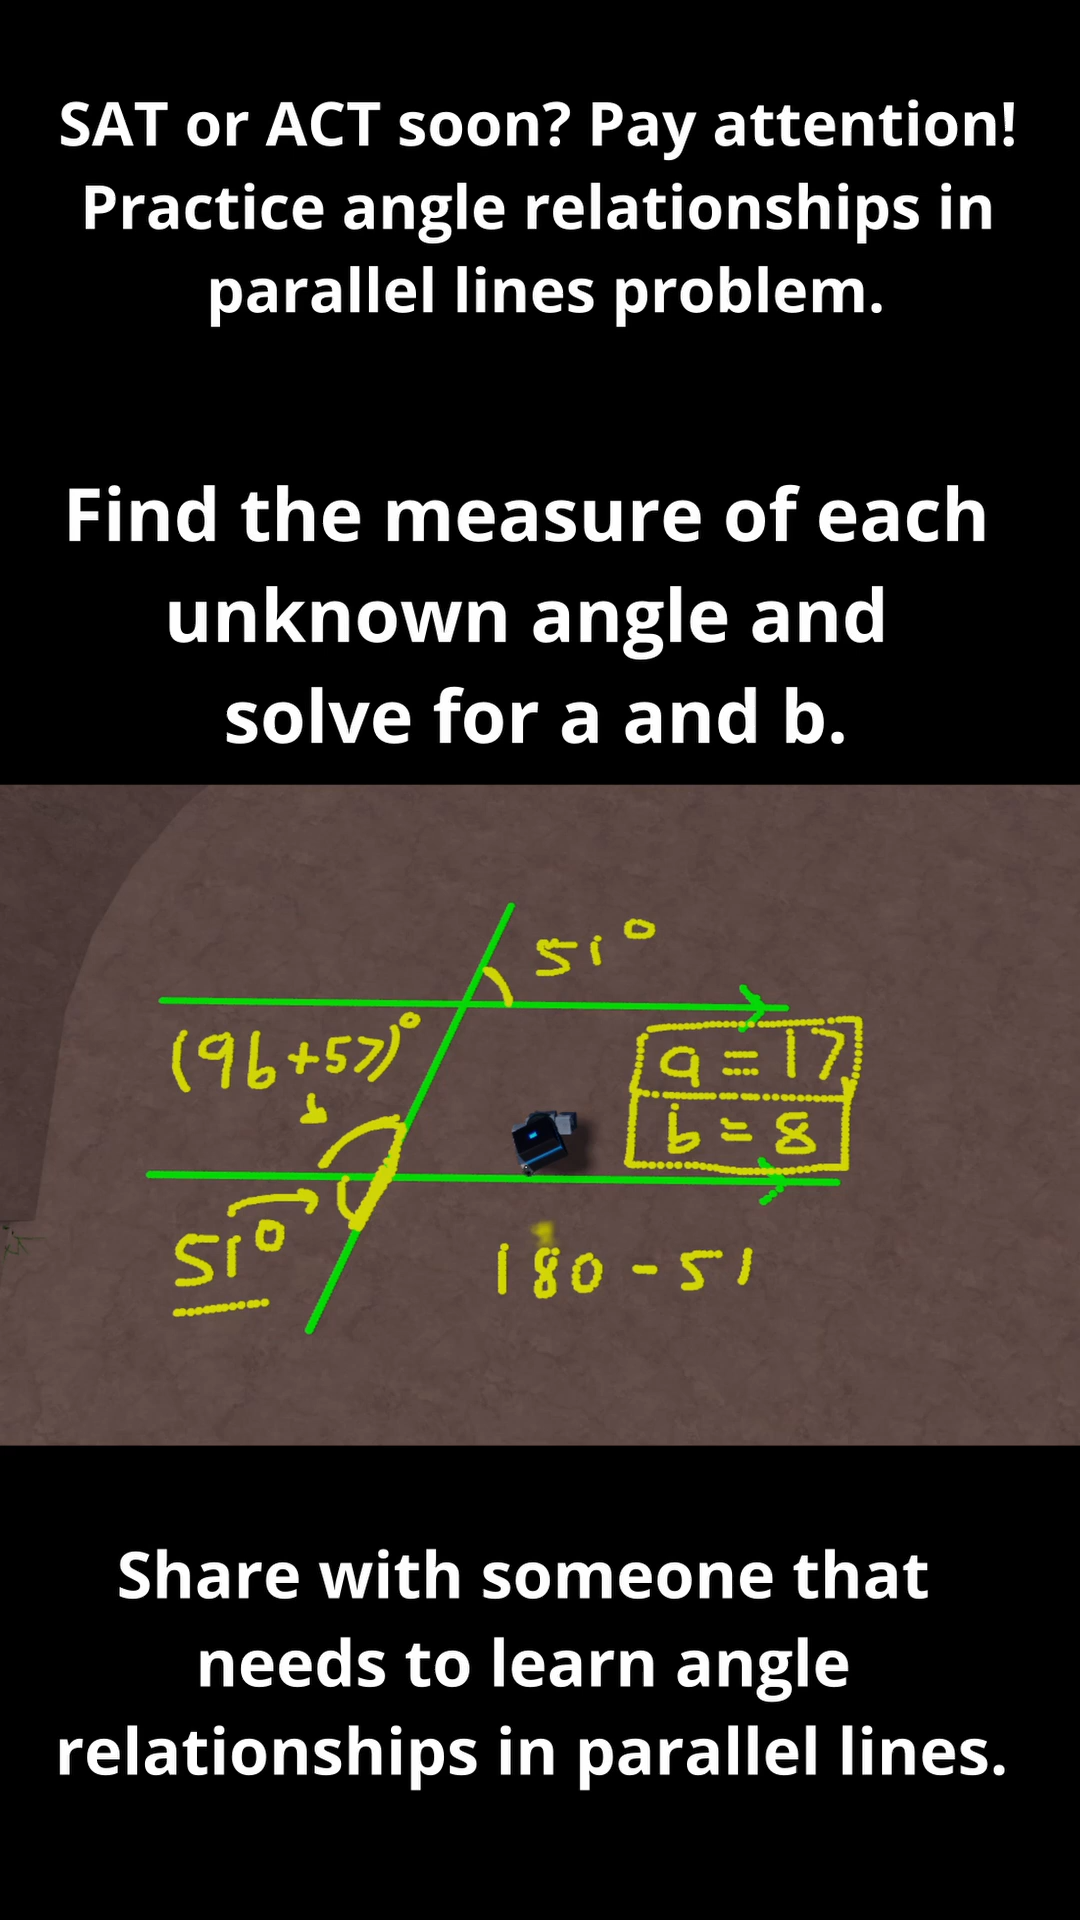 SAT or ACT soon? Pay attention!
Practice angle relationships in
parallel lines problem.
Find the measure of each
unknown angle and
solve for a and b.
51°
(9b+57)°
a = 17
b = 8
51°
180 - 51
Share with someone that
needs to learn angle
relationships in parallel lines.